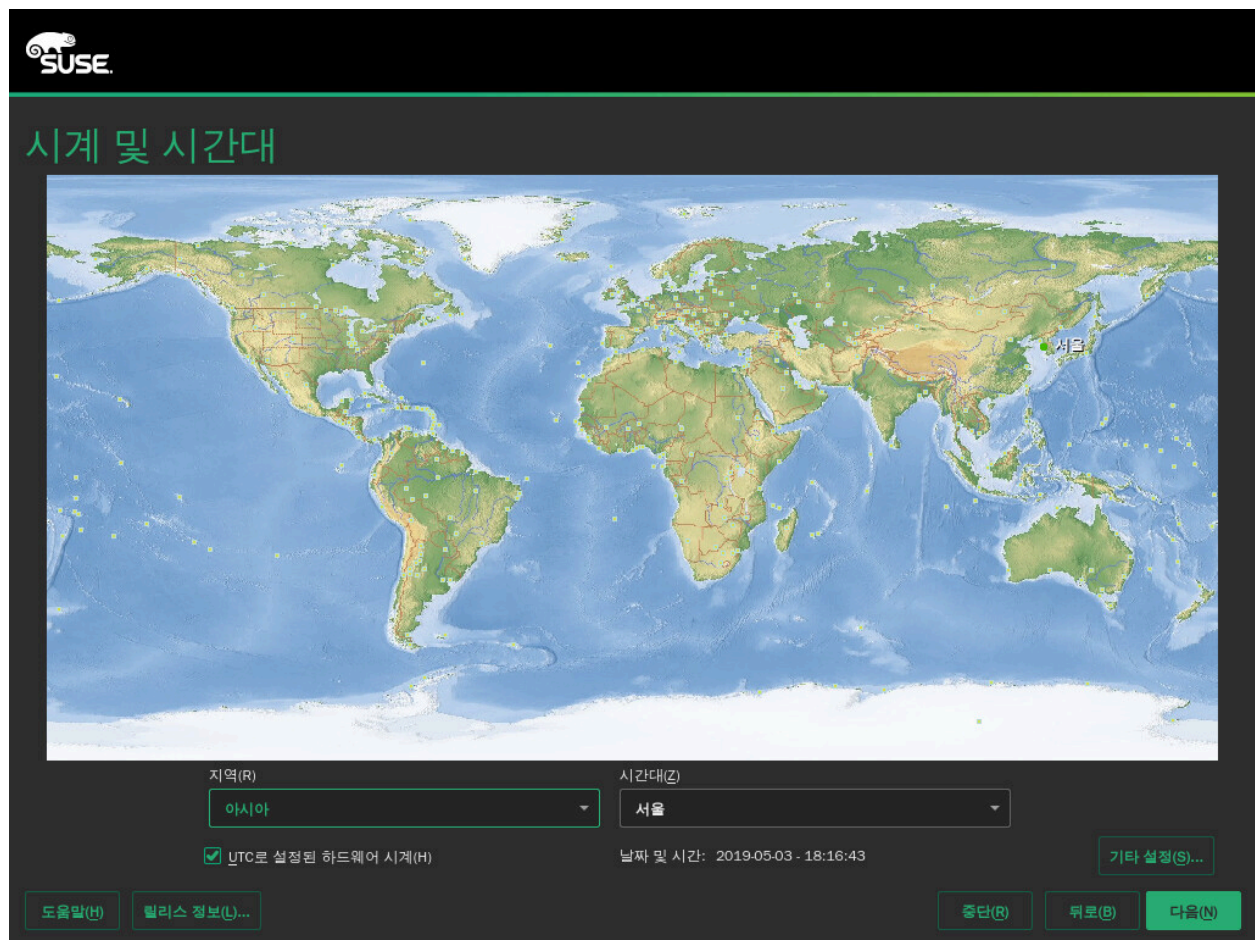 SUSE.
시계 및 시간대
서울
지역(R) 시간대(Z)
아시아 서울
UTC로 설정된 하드웨어 시계(H) 날짜 및 시간: 2019-05-03 - 18:16:43 기타 설정(S)...
도움말(H) 릴리스 정보(L)... 중단(R) 뒤로(B) 다음(N)